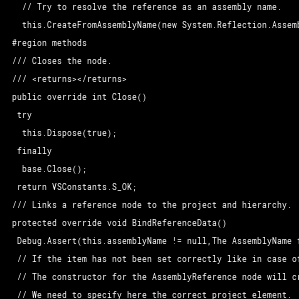 // Try to resolve the reference as an assembly name.
this.CreateFromAssemblyName(new System.Reflection.Assemb
#region methods
/// Closes the node.
/// <returns></returns>
public override int Close()
try
this.Dispose(true);
finally
base.Close();
return VSConstants.S_OK;
/// Links a reference node to the project and hierarchy.
protected override void BindReferenceData()
Debug.Assert(this.assemblyName != null,The AssemblyName
// If the item has not been set correctly like in case o
// The constructor for the AssemblyReference node will c
// We need to specify here the correct project element.